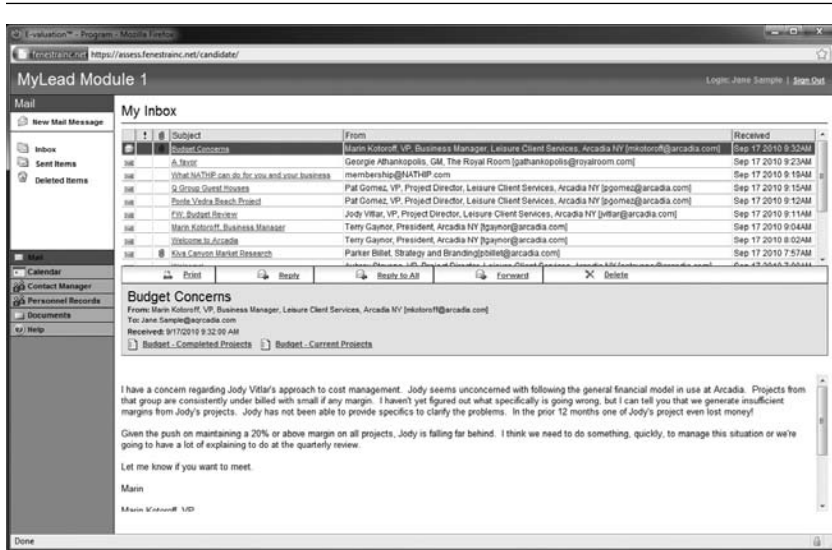 E-valuation™ - Program - Mozilla Firefox
fenestrainc.net https://assess.fenestrainc.net/candidate/
MyLead Module 1
Login: Jane Sample | Sign Out
Mail
New Mail Message
Inbox
Sent Items
Deleted Items
Mail
Calendar
Contact Manager
Personnel Records
Documents
Help
My Inbox
! Subject From Received
Budget Concerns Marin Kotoroff, VP, Business Manager, Leisure Client Services, Arcadia NY [mkotoroff@arcadia.com] Sep 17 2010 9:32AM
A favor Georgie Athankopolis, GM, The Royal Room [gathankopolis@royalroom.com] Sep 17 2010 9:23AM
What NATHIP can do for you and your business membership@NATHIP.com Sep 17 2010 9:19AM
Q Group Guest Houses Pat Gomez, VP, Project Director, Leisure Client Services, Arcadia NY [pgomez@arcadia.com] Sep 17 2010 9:15AM
Ponte Vedra Beach Project Pat Gomez, VP, Project Director, Leisure Client Services, Arcadia NY [pgomez@arcadia.com] Sep 17 2010 9:12AM
FW: Budget Review Jody Vitlar, VP, Project Director, Leisure Client Services, Arcadia NY [jvitlar@arcadia.com] Sep 17 2010 9:11AM
Marin Kotoroff, Business Manager Terry Gaynor, President, Arcadia NY [tgaynor@arcadia.com] Sep 17 2010 9:04AM
Welcome to Arcadia Terry Gaynor, President, Arcadia NY [tgaynor@arcadia.com] Sep 17 2010 8:02AM
Kiva Canyon Market Research Parker Billet, Strategy and Branding[pbillet@arcadia.com] Sep 17 2010 7:57AM
Print Reply Reply to All Forward Delete
Budget Concerns
From: Marin Kotoroff, VP, Business Manager, Leisure Client Services, Arcadia NY [mkotoroff@arcadia.com]
To: Jane Sample@aqrcadia.com
Received: 9/17/2010 9:32:00 AM
Budget - Completed Projects Budget - Current Projects
I have a concern regarding Jody Vitlar's approach to cost management. Jody seems unconcerned with following the general financial model in use at Arcadia. Projects from
that group are consistently under billed with small if any margin. I haven't yet figured out what specifically is going wrong, but I can tell you that we generate insufficient
margins from Jody's projects. Jody has not been able to provide specifics to clarify the problems. In the prior 12 months one of Jody's project even lost money!
Given the push on maintaining a 20% or above margin on all projects, Jody is falling far behind. I think we need to do something, quickly, to manage this situation or we're
going to have a lot of explaining to do at the quarterly review.
Let me know if you want to meet.
Marin
Marin Kotoroff, VP
Done